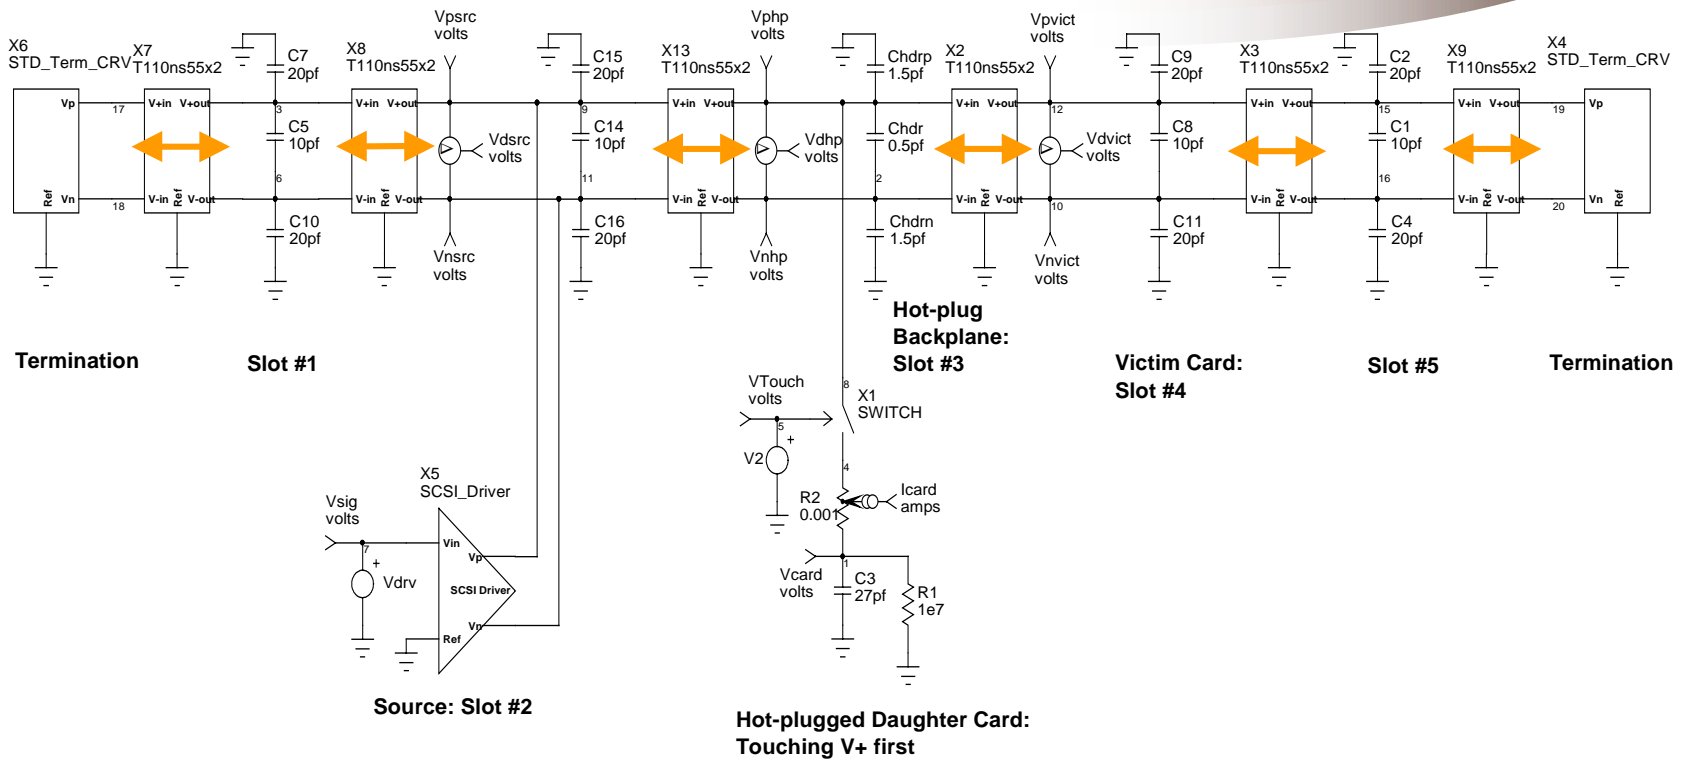 Vpsrc
volts
Vphp
volts
Vpvict
volts
X6
STD_Term_CRV
X7
T110ns55x2
C7
20pf
X8
T110ns55x2
C15
20pf
X13
T110ns55x2
Chdrp
1.5pf
X2
T110ns55x2
C9
20pf
X3
T110ns55x2
C2
20pf
X9
T110ns55x2
X4
STD_Term_CRV
Vp
17
V+in V+out
3
V+in V+out
9
V+in V+out
V+in V+out
12
V+in V+out
15
V+in V+out
19
Vp
C5
10pf
Vdsrc
volts
C14
10pf
Vdhp
volts
Chdr
0.5pf
Vdvict
volts
C8
10pf
C1
10pf
6
11
2
16
Ref
Vn
18
V-in Ref V-out
V-in Ref V-out
V-in Ref V-out
V-in Ref V-out
10
V-in Ref V-out
V-in Ref V-out
20
Vn
Ref
C10
20pf
Vnsrc
volts
C16
20pf
Vnhp
volts
Chdrn
1.5pf
Vnvict
volts
C11
20pf
C4
20pf
Termination
Slot #1
Hot-plug
Backplane:
Slot #3
Victim Card:
Slot #4
Slot #5
Termination
VTouch
volts
5
+
V2
8
X1
SWITCH
4
R2
0.001
Icard
amps
X5
SCSI_Driver
Vsig
volts
7
+
Vdrv
Vin
Vp
SCSI Driver
Vn
Ref
Vcard
volts
1
C3
27pf
R1
1e7
Source: Slot #2
Hot-plugged Daughter Card:
Touching V+ first